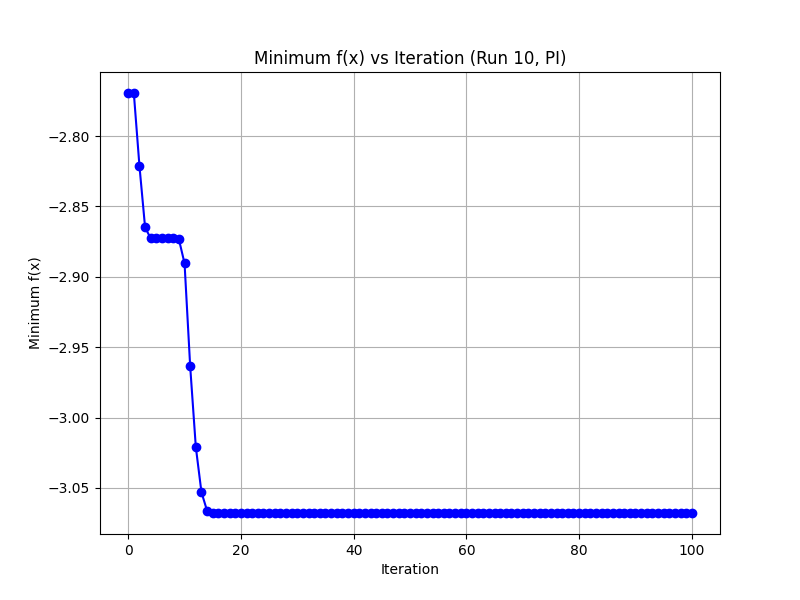 Minimum f(x) vs Iteration (Run 10, PI)
Minimum f(x)
−2.80
−2.85
−2.90
−2.95
−3.00
−3.05
0 20 40 60 80 100
Iteration